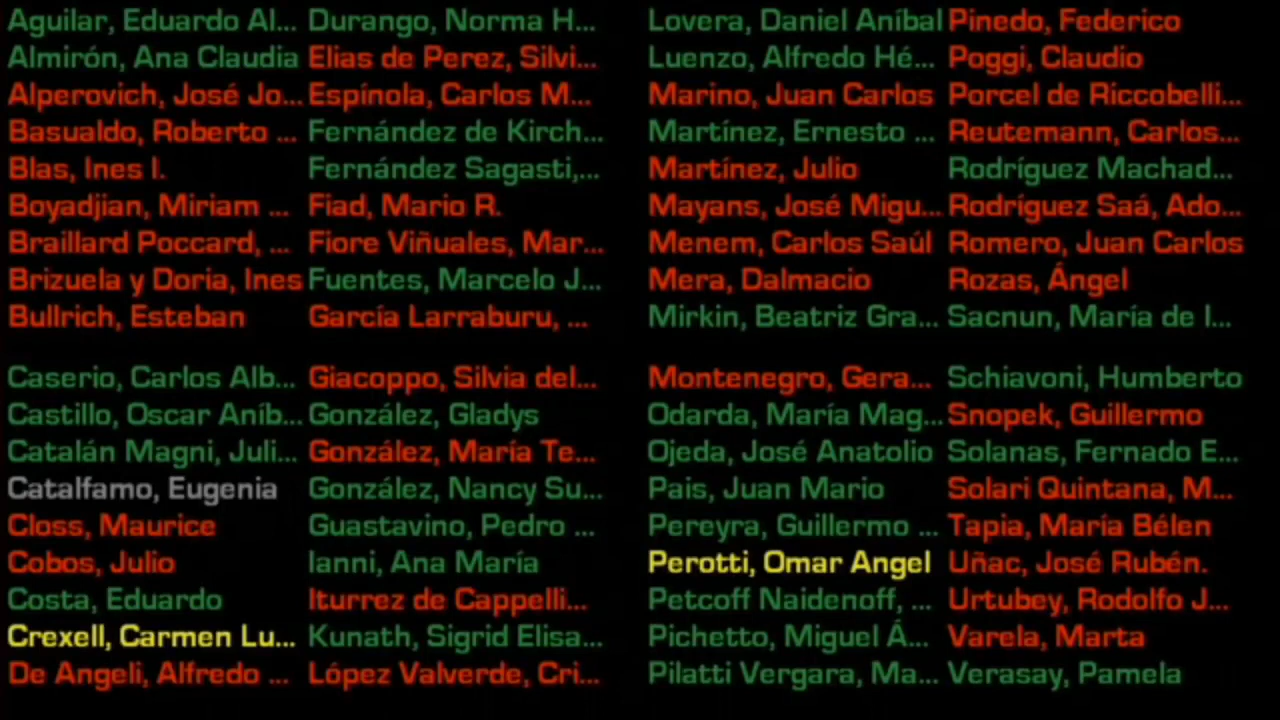 Aguilar, Eduardo Al... Durango, Norma H... Lovera, Daniel Aníbal Pinedo, Federico
Almirón, Ana Claudia Elias de Perez, Silvi... Luenzo, Alfredo Hé... Poggi, Claudio
Alperovich, José Jo... Espínola, Carlos M... Marino, Juan Carlos Porcel de Riccobelli...
Basualdo, Roberto ... Fernández de Kirch... Martínez, Ernesto ... Reutemann, Carlos...
Blas, Ines I. Fernández Sagasti,... Martínez, Julio Rodríguez Machad...
Boyadjian, Miriam ... Fiad, Mario R. Mayans, José Migu... Rodríguez Saá, Ado...
Braillard Poccard, ... Fiore Viñuales, Mar... Menem, Carlos Saúl Romero, Juan Carlos
Brizuela y Doria, Ines Fuentes, Marcelo J... Mera, Dalmacio Rozas, Ángel
Bullrich, Esteban García Larraburu, ... Mirkin, Beatriz Gra... Sacnun, María de l...
Caserio, Carlos Alb... Giacoppo, Silvia del... Montenegro, Gera... Schiavoni, Humberto
Castillo, Oscar Aníb... González, Gladys Odarda, María Mag... Snopek, Guillermo
Catalán Magni, Juli... González, María Te... Ojeda, José Anatolio Solanas, Fernado E...
Catalfamo, Eugenia González, Nancy Su... Pais, Juan Mario Solari Quintana, M...
Closs, Maurice Guastavino, Pedro ... Pereyra, Guillermo ... Tapia, María Bélen
Cobos, Julio Ianni, Ana María Perotti, Omar Angel Uñac, José Rubén.
Costa, Eduardo Iturrez de Cappelli... Petcoff Naidenoff, ... Urtubey, Rodolfo J...
Crexell, Carmen Lu... Kunath, Sigrid Elisa... Pichetto, Miguel Á... Varela, Marta
De Angeli, Alfredo ... López Valverde, Cri... Pilatti Vergara, Ma... Verasay, Pamela